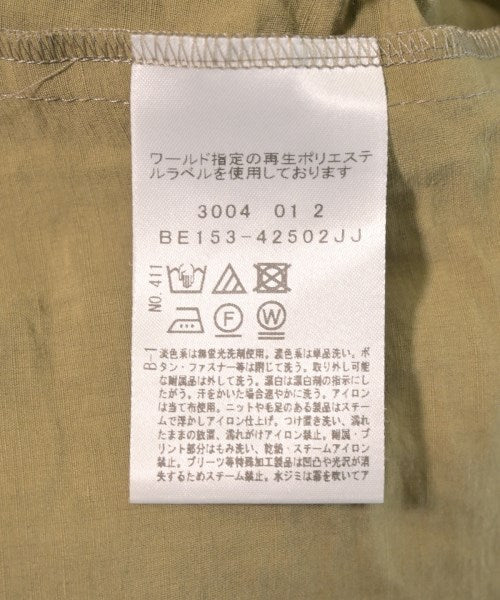 ワールド指定の再生ポリエステ
ルラベルを使用しております
3004 01 2
BE153-42502JJ
NO.411
F
W
B-1
淡色系は無蛍光洗剤使用。濃色系は単品洗い。ボ
タン・ファスナー等は閉じて洗う。取り外し可能
な附属品は外して洗う。漂白は漂白剤の指示にし
たがう。汗をかいた場合速やかに洗う。アイロン
は当て布使用。ニットや毛足のある製品はスチー
ムで浮かしアイロン仕上げ。つけ置き洗い、濡れ
たままの放置、濡れがけアイロン禁止。附属・プ
リント部分はもみ洗い、乾燥・スチームアイロン
禁止。プリーツ等特殊加工製品は凹凸や光沢が消
失するためスチーム禁止。水ジミは霧を吹いてア